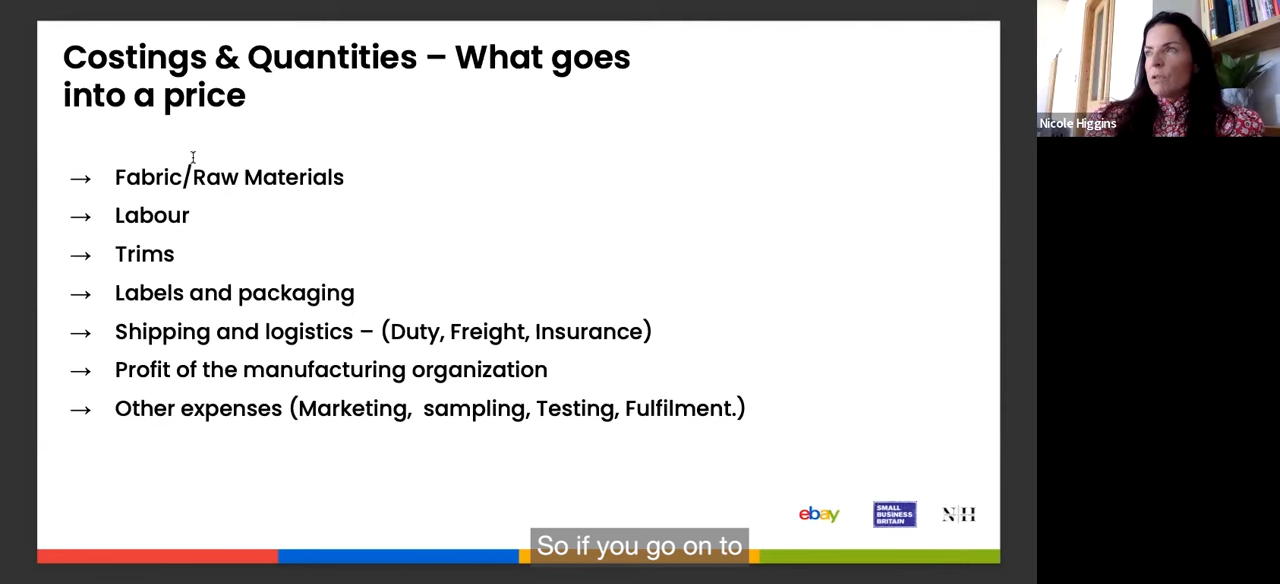 Costings & Quantities – What goes
into a price
→ Fabric/Raw Materials
→ Labour
→ Trims
→ Labels and packaging
→ Shipping and logistics – (Duty, Freight, Insurance)
→ Profit of the manufacturing organization
→ Other expenses (Marketing,  sampling, Testing, Fulfilment.)
ebay
SMALL
BUSINESS
BRITAIN
N|H
So if you go on to
Nicole Higgins